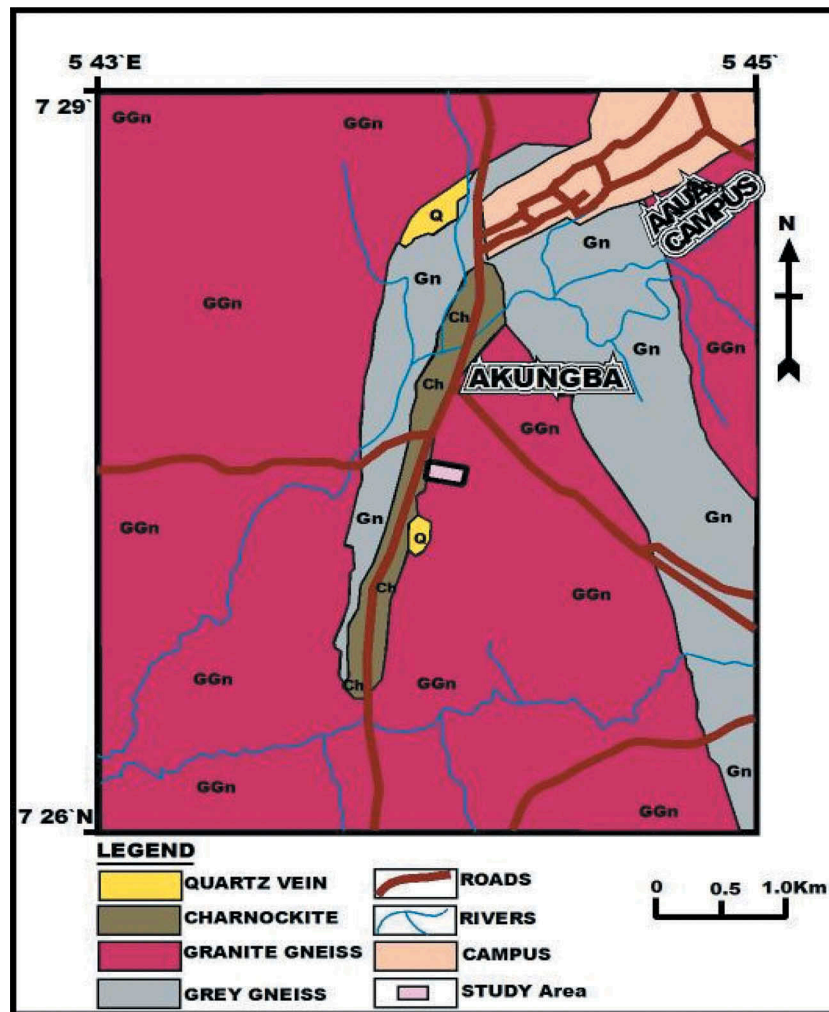 5 43`E
5 45`
7 29`
GGn
GGn
Q
AAUA
CAMPUS
N
Gn
Gn
GGn
Ch
Gn
GGn
Ch
AKUNGBA
GGn
Gn
Gn
GGn
Q
Ch
GGn
GGn
Ch
GGn
Gn
GGn
GGn
7 26`N
LEGEND
QUARTZ VEIN
ROADS
CHARNOCKITE
RIVERS
GRANITE GNEISS
CAMPUS
GREY GNEISS
STUDY Area
0 0.5 1.0Km